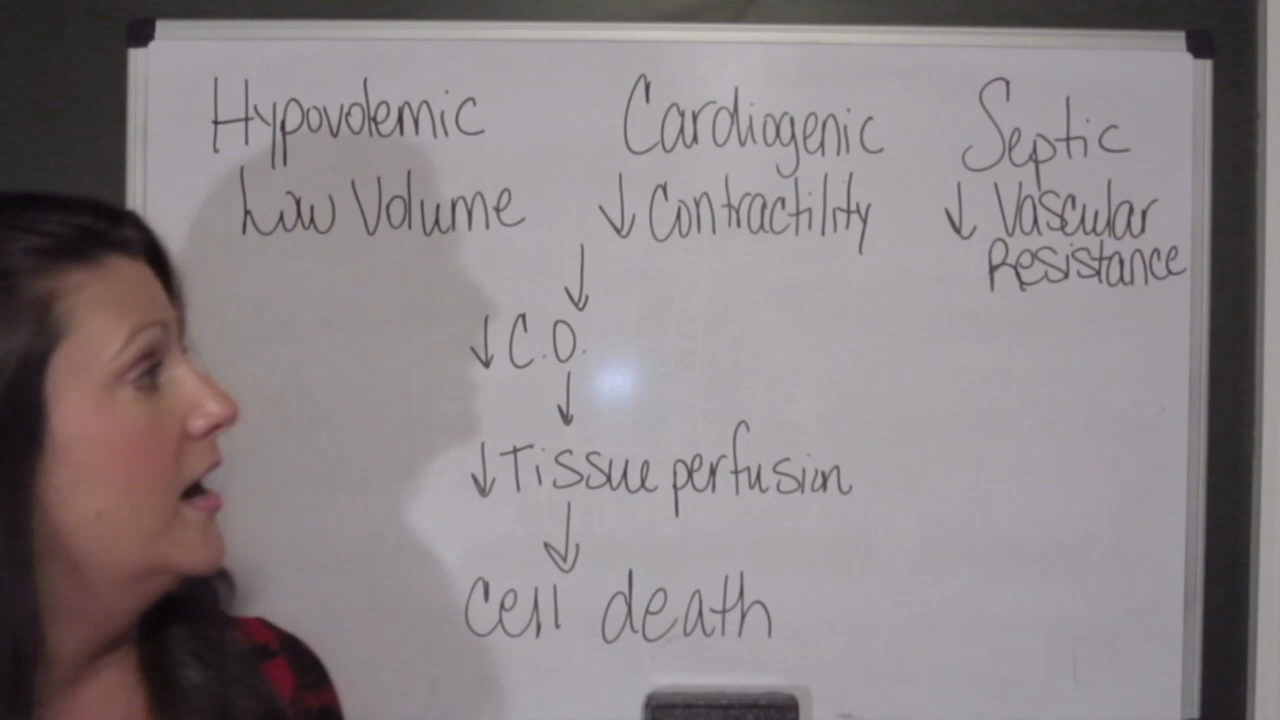 Hypovolemic
Low Volume
Cardiogenic
↓ Contractility
Septic
↓ Vascular
Resistance
↓ C.O.
↓ Tissue perfusion
Cell death